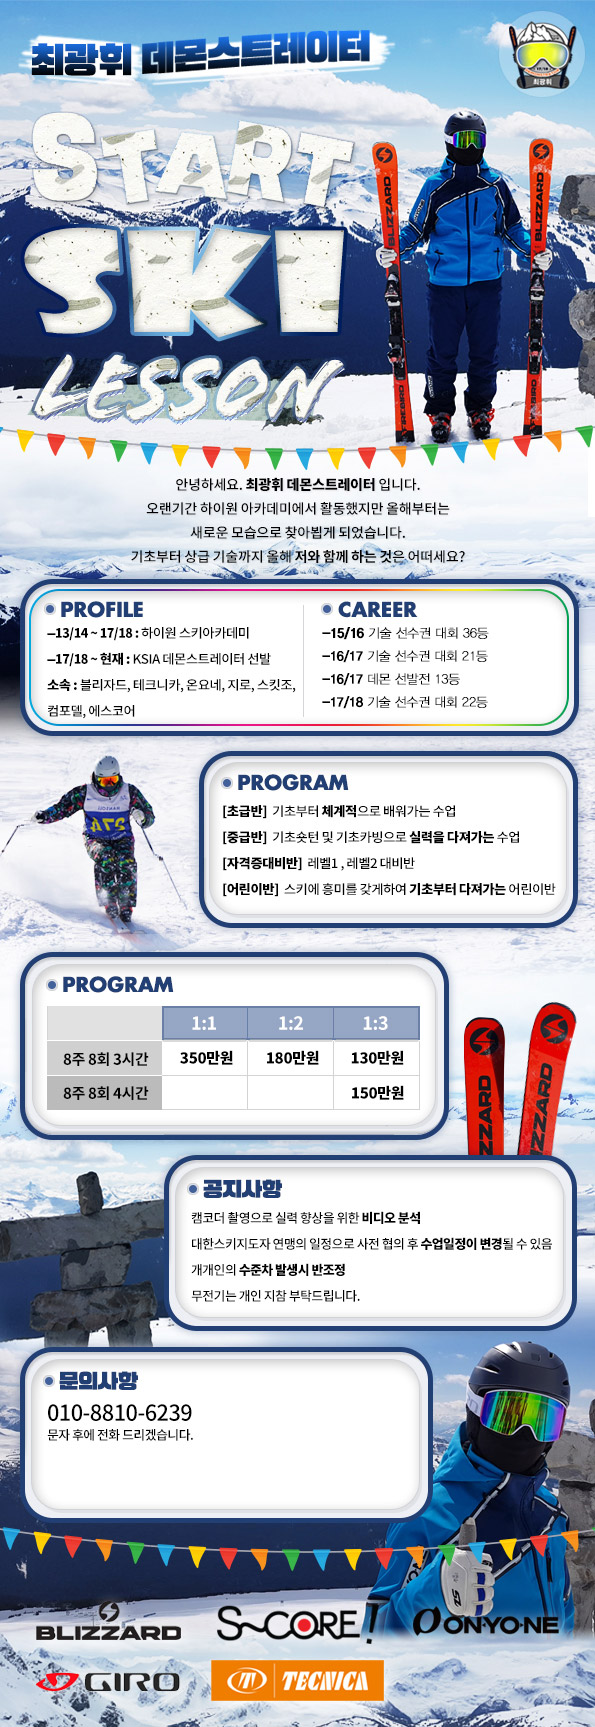 최광휘 데몬스트레이터
최광휘
START
SKI
LESSON
BLIZZARD
BLIZZARD
FIREBIRD
안녕하세요. 최광휘 데몬스트레이터 입니다.
오랜기간 하이원 아카데미에서 활동했지만 올해부터는
새로운 모습으로 찾아뵙게 되었습니다.
기초부터 상급 기술까지 올해 저와 함께 하는 것은 어떠세요?
PROFILE
–13/14 ~ 17/18 : 하이원 스키아카데미
–17/18 ~ 현재 : KSIA 데몬스트레이터 선발
소속 : 블리자드, 테크니카, 온요네, 지로, 스킷조,
컴포델, 에스코어
CAREER
–15/16 기술 선수권 대회 36등
–16/17 기술 선수권 대회 21등
–16/17 데몬 선발전 13등
–17/18 기술 선수권 대회 22등
PROGRAM
[초급반] 기초부터 체계적으로 배워가는 수업
[중급반] 기초숏턴 및 기초카빙으로 실력을 다져가는 수업
[자격증대비반] 레벨1 , 레벨2 대비반
[어린이반] 스키에 흥미를 갖게하여 기초부터 다져가는 어린이반
PROGRAM
1:1 1:2 1:3
8주 8회 3시간 350만원 180만원 130만원
8주 8회 4시간 150만원
ZZARD
IZZARD
공지사항
캠코더 촬영으로 실력 향상을 위한 비디오 분석
대한스키지도자 연맹의 일정으로 사전 협의 후 수업일정이 변경될 수 있음
개개인의 수준차 발생시 반조정
무전기는 개인 지참 부탁드립니다.
문의사항
010-8810-6239
문자 후에 전화 드리겠습니다.
BLIZZARD
S~CORE!
ON·YO·NE
GIRO
TECNICA